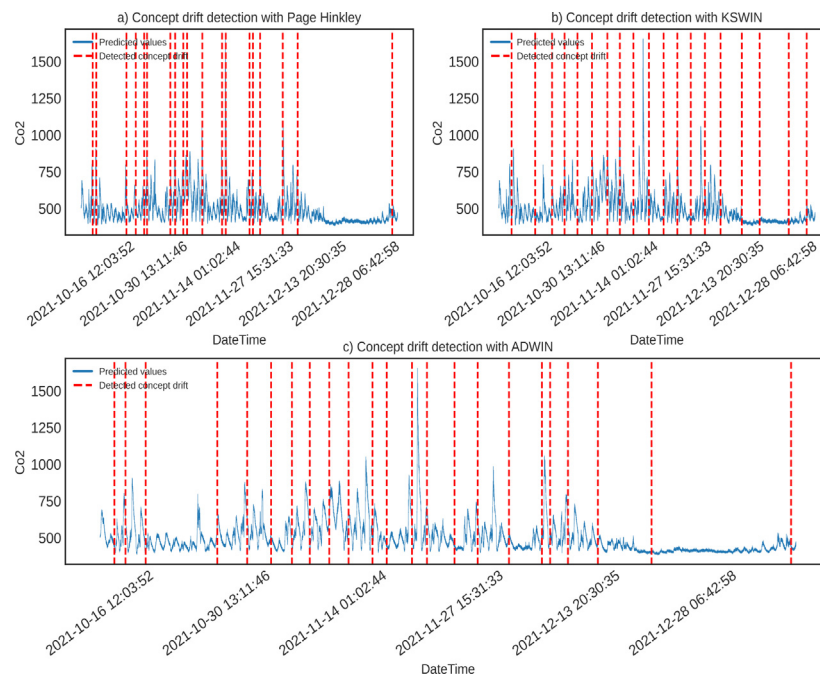 a) Concept drift detection with Page Hinkley
Predicted values
Detected concept drift
1500
1250
1000
750
500
Co2
2021-10-16 12:03:52
2021-10-30 13:11:46
2021-11-14 01:02:44
2021-11-27 15:31:33
2021-12-13 20:30:35
2021-12-28 06:42:58
DateTime
b) Concept drift detection with KSWIN
Predicted values
Detected concept drift
1500
1250
1000
750
500
Co2
2021-10-16 12:03:52
2021-10-30 13:11:46
2021-11-14 01:02:44
2021-11-27 15:31:33
2021-12-13 20:30:35
2021-12-28 06:42:58
DateTime
c) Concept drift detection with ADWIN
Predicted values
Detected concept drift
1500
1250
1000
750
500
Co2
2021-10-16 12:03:52
2021-10-30 13:11:46
2021-11-14 01:02:44
2021-11-27 15:31:33
2021-12-13 20:30:35
2021-12-28 06:42:58
DateTime